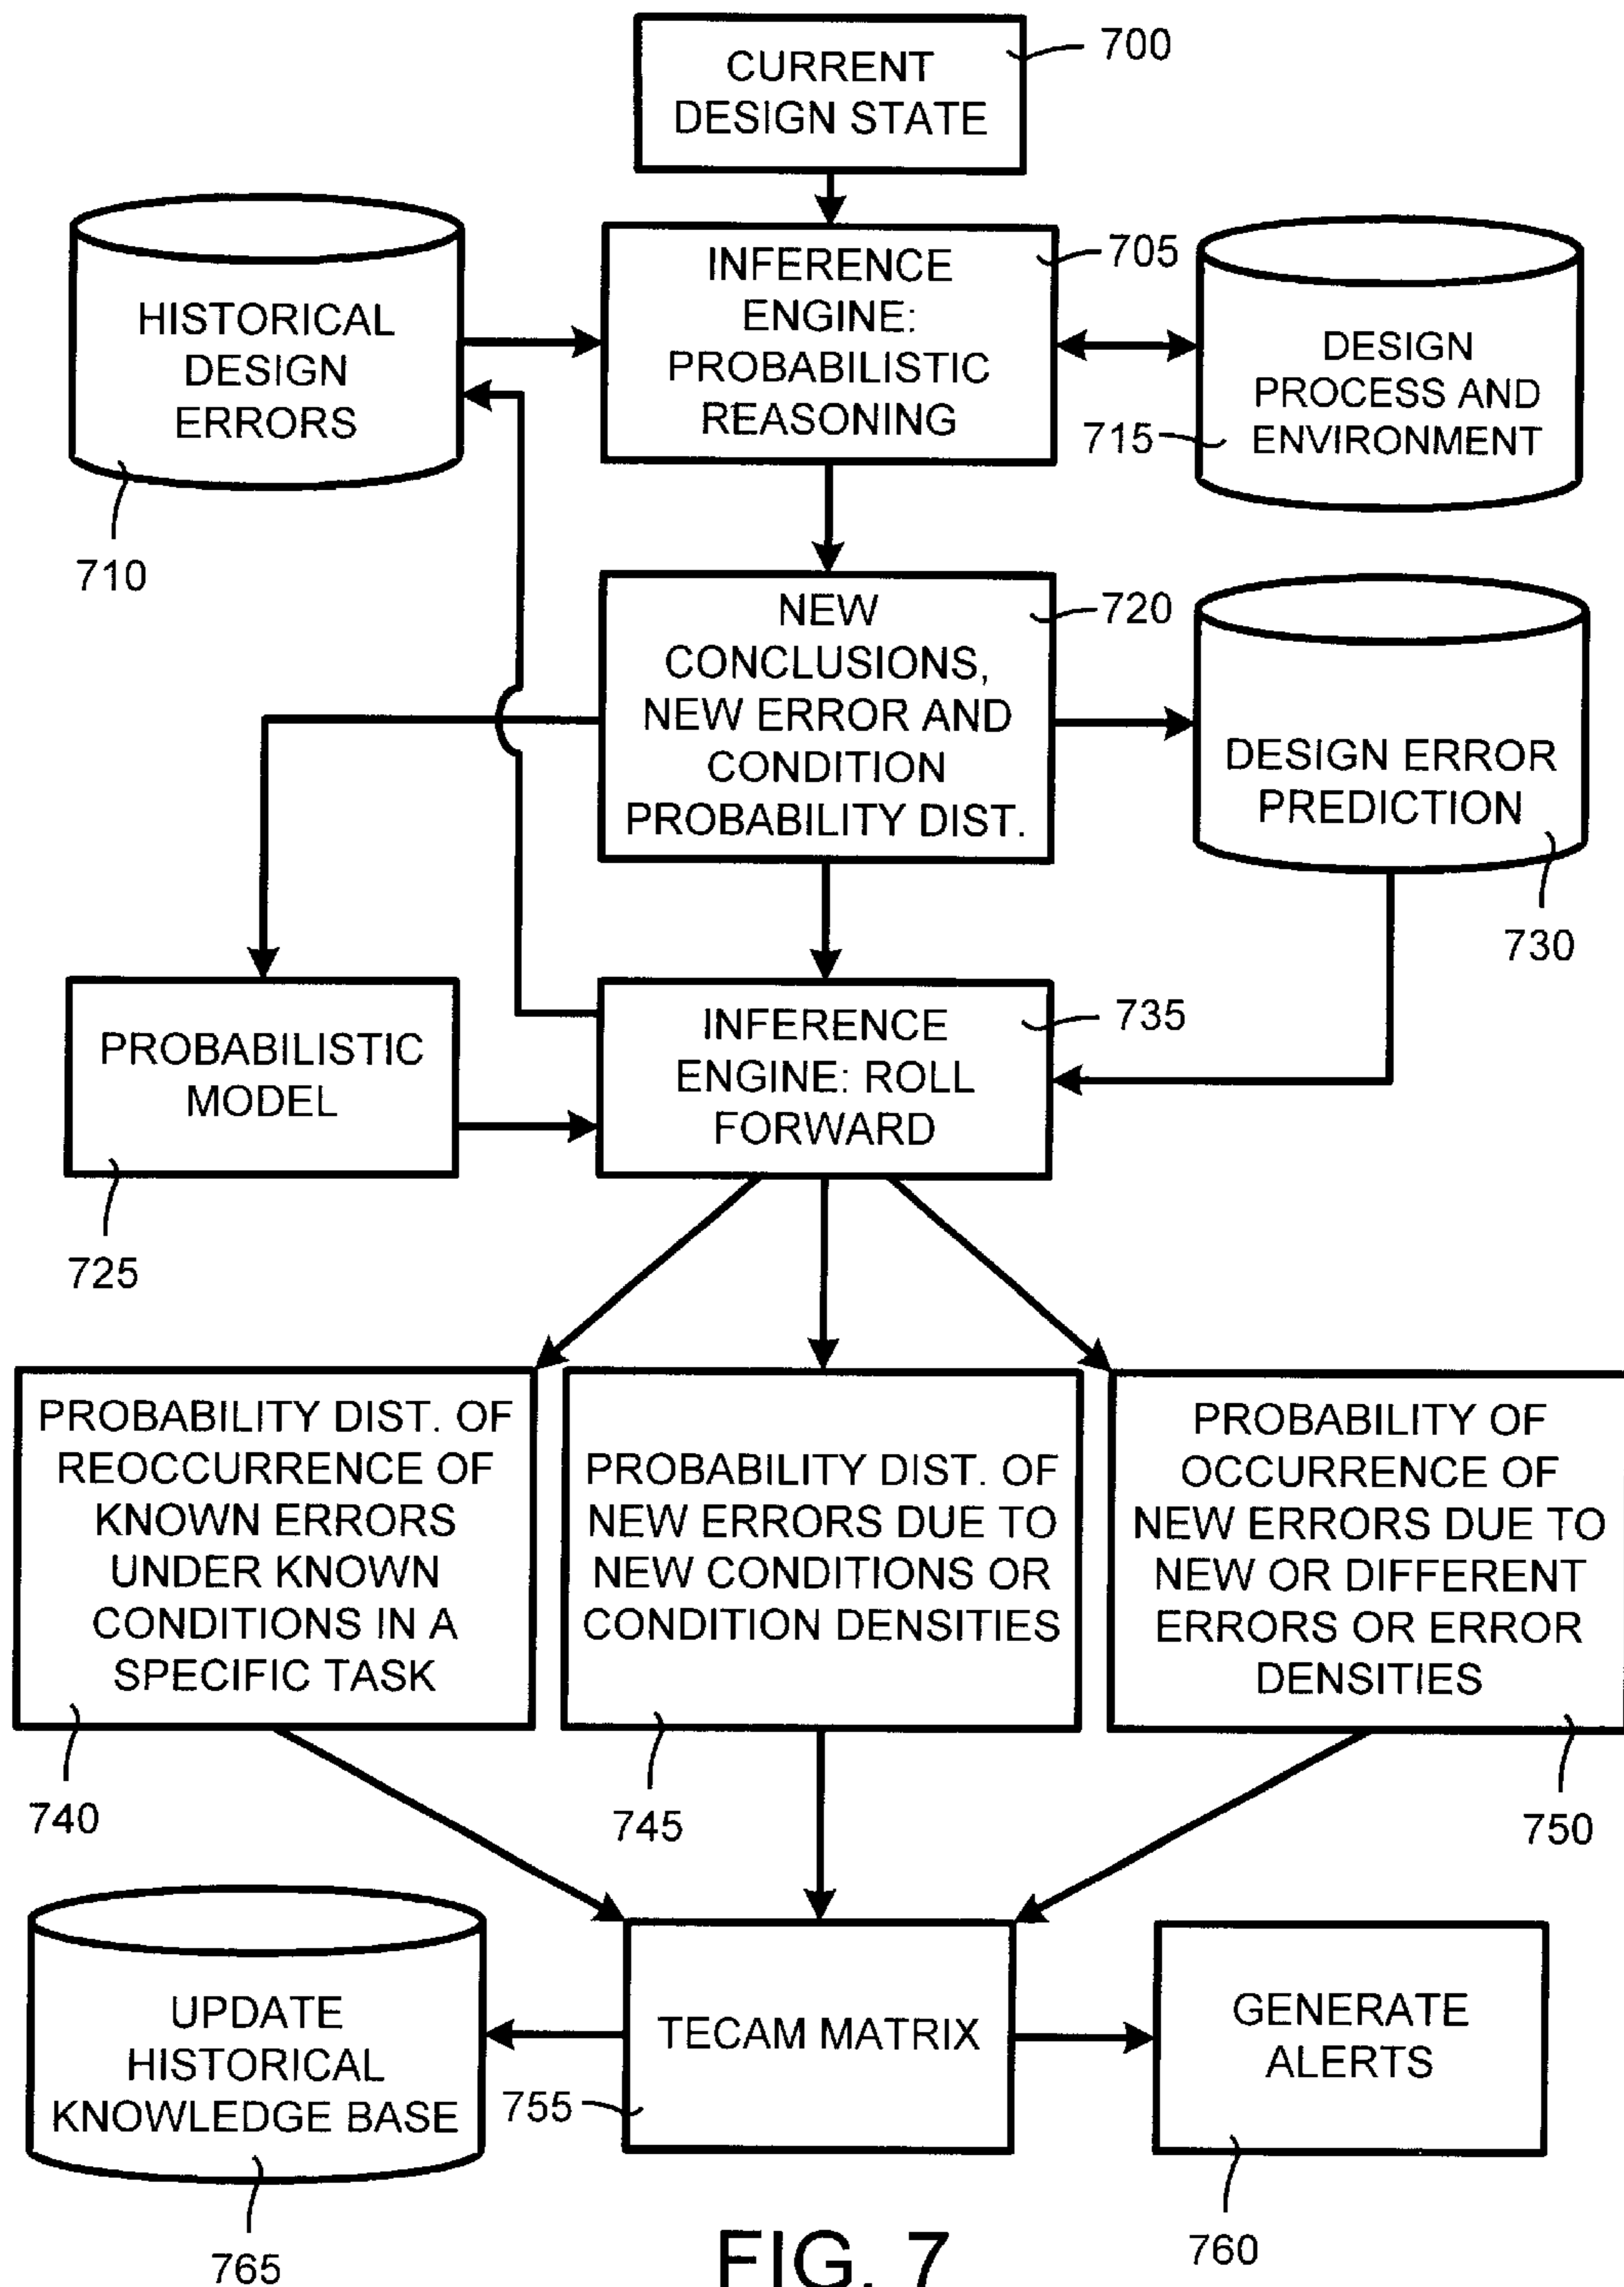 700
CURRENT
DESIGN STATE
HISTORICAL
DESIGN
ERRORS
710
705
INFERENCE
ENGINE:
PROBABILISTIC
REASONING
DESIGN
PROCESS AND
ENVIRONMENT
715
720
NEW
CONCLUSIONS,
NEW ERROR AND
CONDITION
PROBABILITY DIST.
DESIGN ERROR
PREDICTION
730
PROBABILISTIC
MODEL
725
735
INFERENCE
ENGINE: ROLL
FORWARD
PROBABILITY DIST. OF
REOCCURRENCE OF
KNOWN ERRORS
UNDER KNOWN
CONDITIONS IN A
SPECIFIC TASK
740
PROBABILITY DIST. OF
NEW ERRORS DUE TO
NEW CONDITIONS OR
CONDITION DENSITIES
745
PROBABILITY OF
OCCURRENCE OF
NEW ERRORS DUE TO
NEW OR DIFFERENT
ERRORS OR ERROR
DENSITIES
750
UPDATE
HISTORICAL
KNOWLEDGE BASE
765
TECAM MATRIX
755
GENERATE
ALERTS
760
FIG. 7